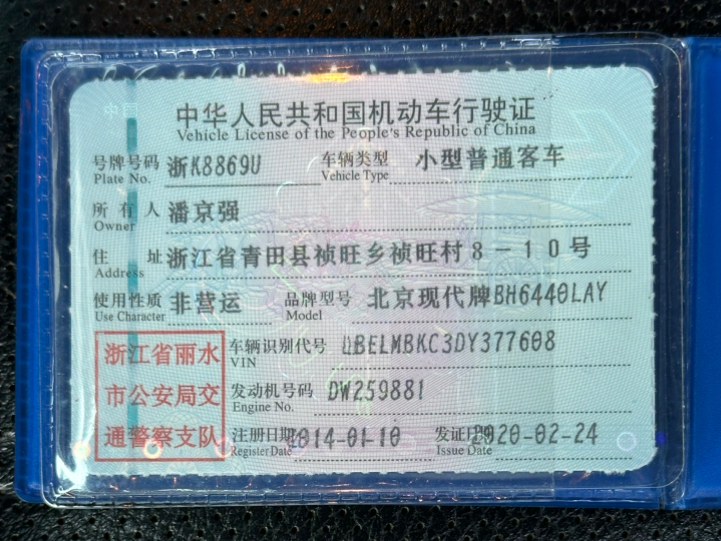 中华人民共和国机动车行驶证
Vehicle License of the People's Republic of China
号牌号码 浙K8869U 车辆类型 小型普通客车
Plate No. Vehicle Type
所有人 潘京强
Owner
住址 浙江省青田县祯旺乡祯旺村8-10号
Address
使用性质 非营运 品牌型号 北京现代牌BH6440LAY
Use Character Model
浙江省丽水 车辆识别代号 LBELMBKC3DY377608
VIN
市公安局交 发动机号码 DW259881
Engine No.
通警察支队 注册日期 2014-01-10 发证日期 2020-02-24
Register Date Issue Date